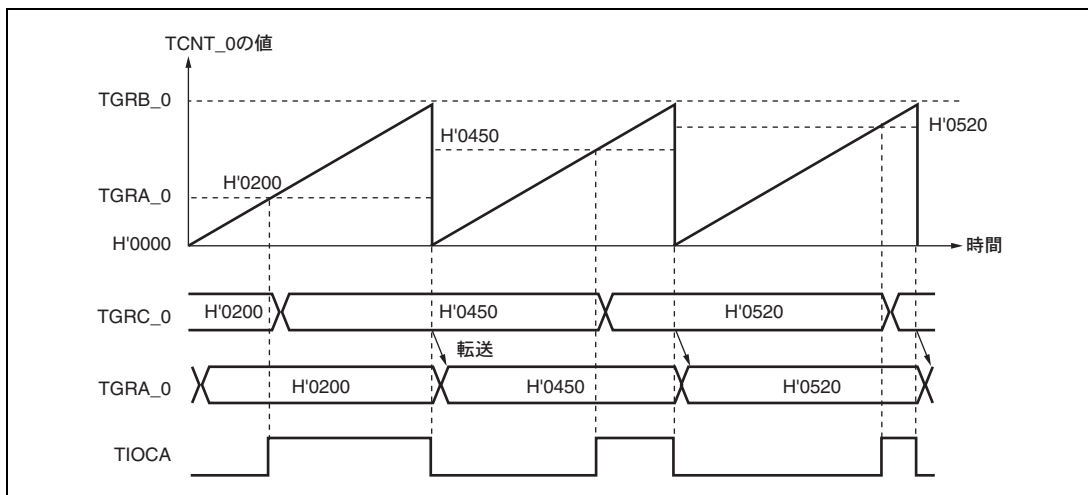 TCNT_0の値
TGRB_0
H'0450
H'0520
H'0200
TGRA_0
H'0000
時間
TGRC_0
H'0200
H'0450
H'0520
転送
TGRA_0
H'0200
H'0450
H'0520
TIOCA